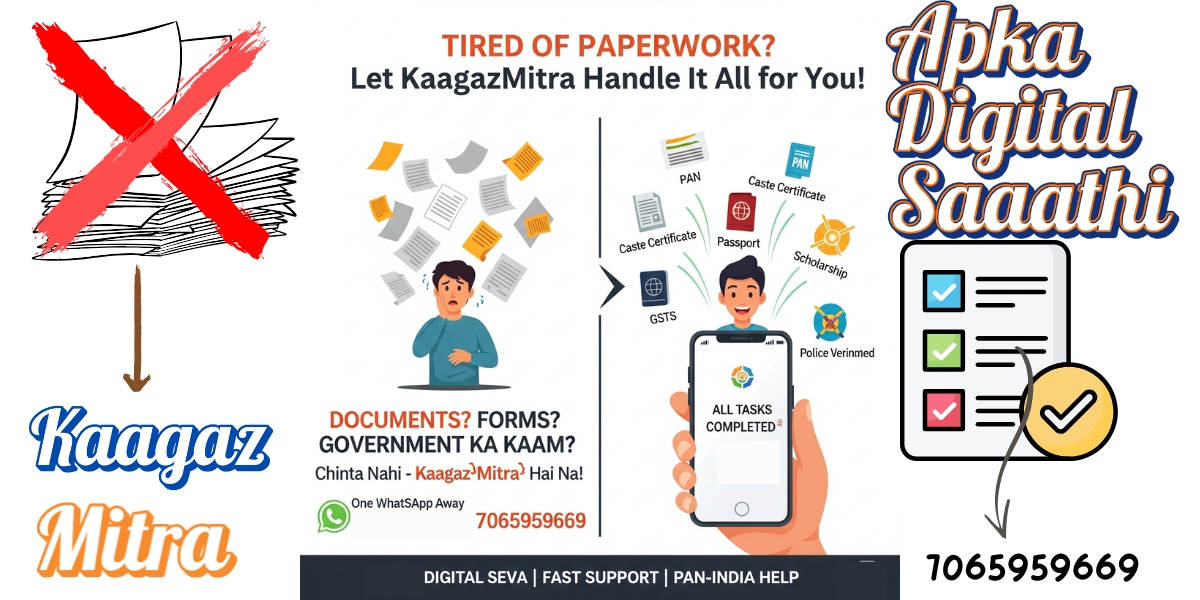 TIRED OF PAPERWORK?
Let KaagazMitra Handle It All for You!
Kaagaz
Mitra
DOCUMENTS? FORMS?
GOVERNMENT KA KAAM?
Chinta Nahi - Kaagaz Mitra Hai Na!
One WhatSApp Away
7065959669
PAN
PAN
Caste Certificate
Caste Certificate
Passport
Scholarship
GSTS
Police Verinmed
ALL TASKS
COMPLETED
DIGITAL SEVA | FAST SUPPORT | PAN-INDIA HELP
Apka
Digital
Saaathi
7065959669